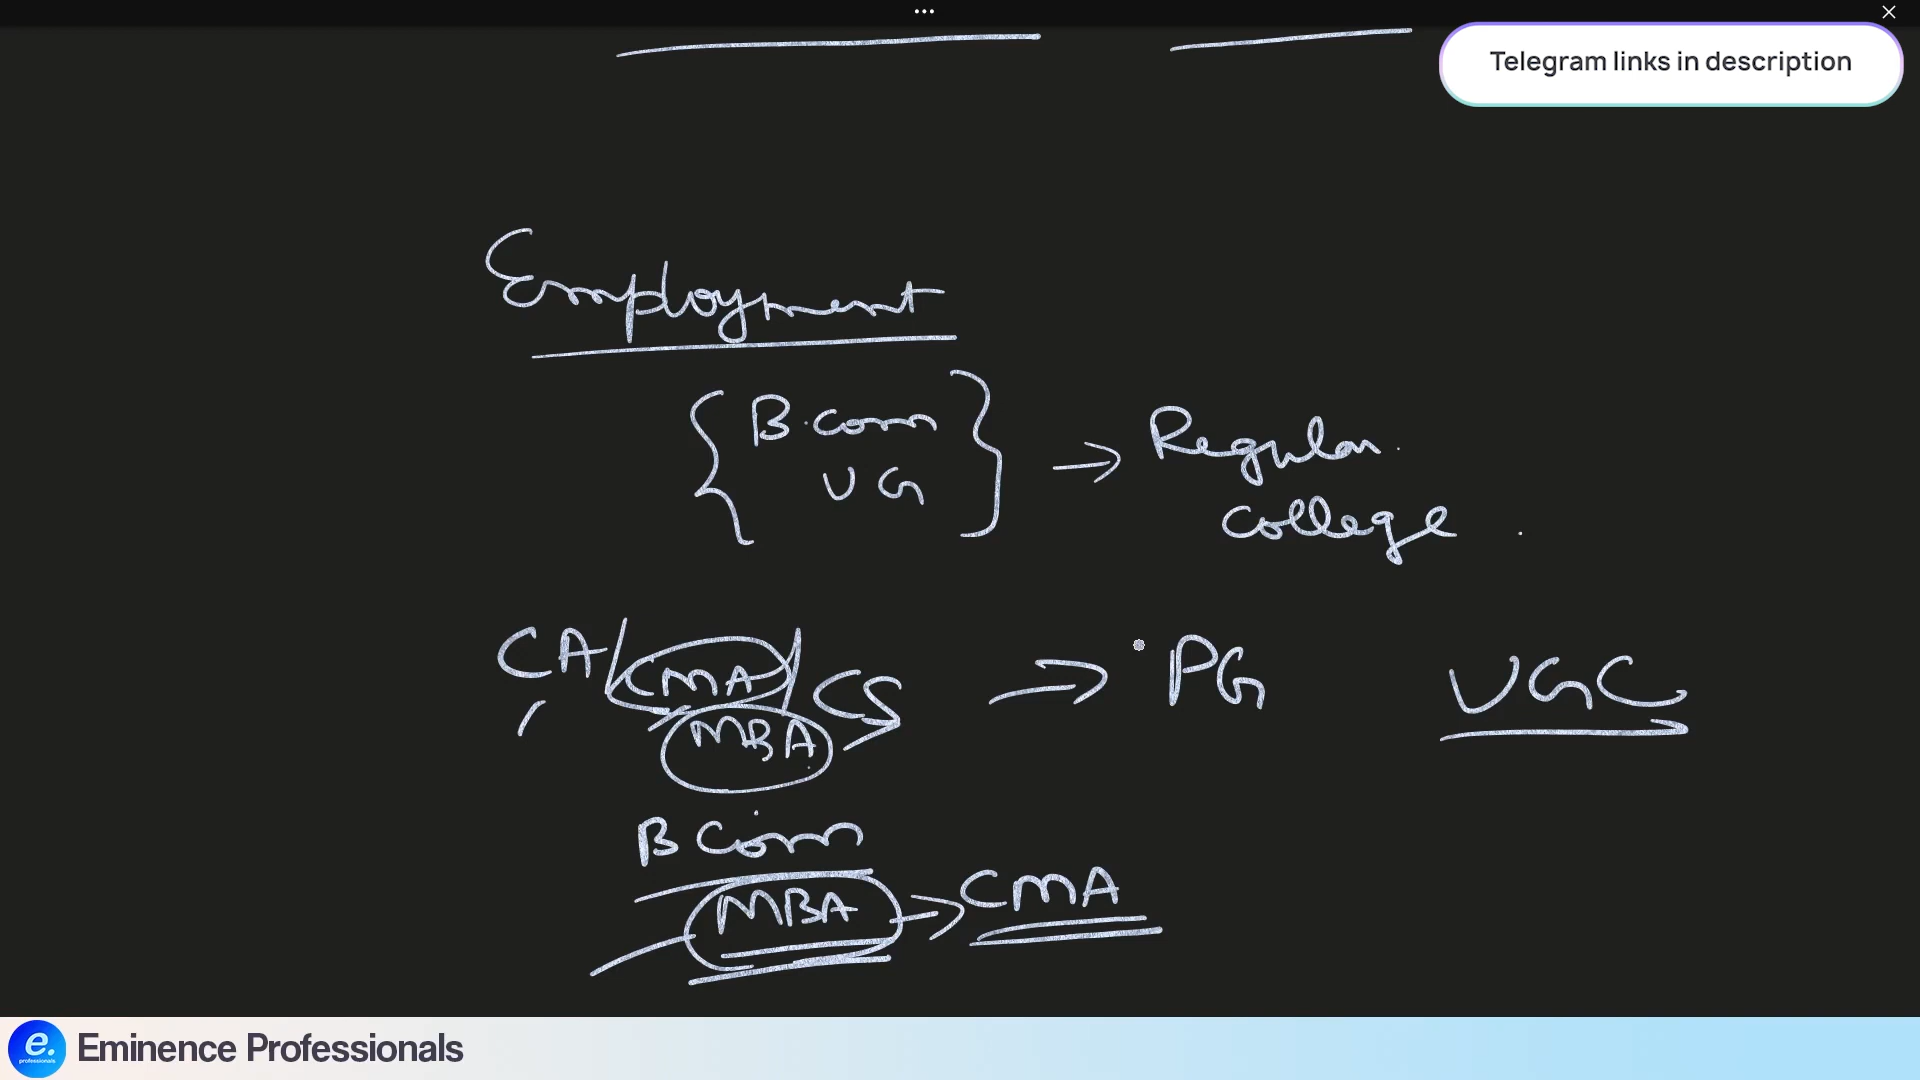 ...
Telegram links in description
Employment
B.com
UG
→ Regular
college
CA/CMA/CS → PG UGC
MBA
B Com
MBA → CMA
e.
professionals
Eminence Professionals